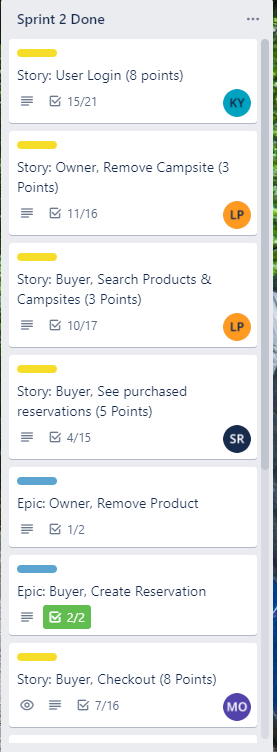 Sprint 2 Done
Story: User Login (8 points)
15/21
KY
Story: Owner, Remove Campsite (3
Points)
11/16
LP
Story: Buyer, Search Products &
Campsites (3 Points)
10/17
LP
Story: Buyer, See purchased
reservations (5 Points)
4/15
SR
Epic: Owner, Remove Product
1/2
Epic: Buyer, Create Reservation
2/2
Story: Buyer, Checkout (8 Points)
7/16
MO